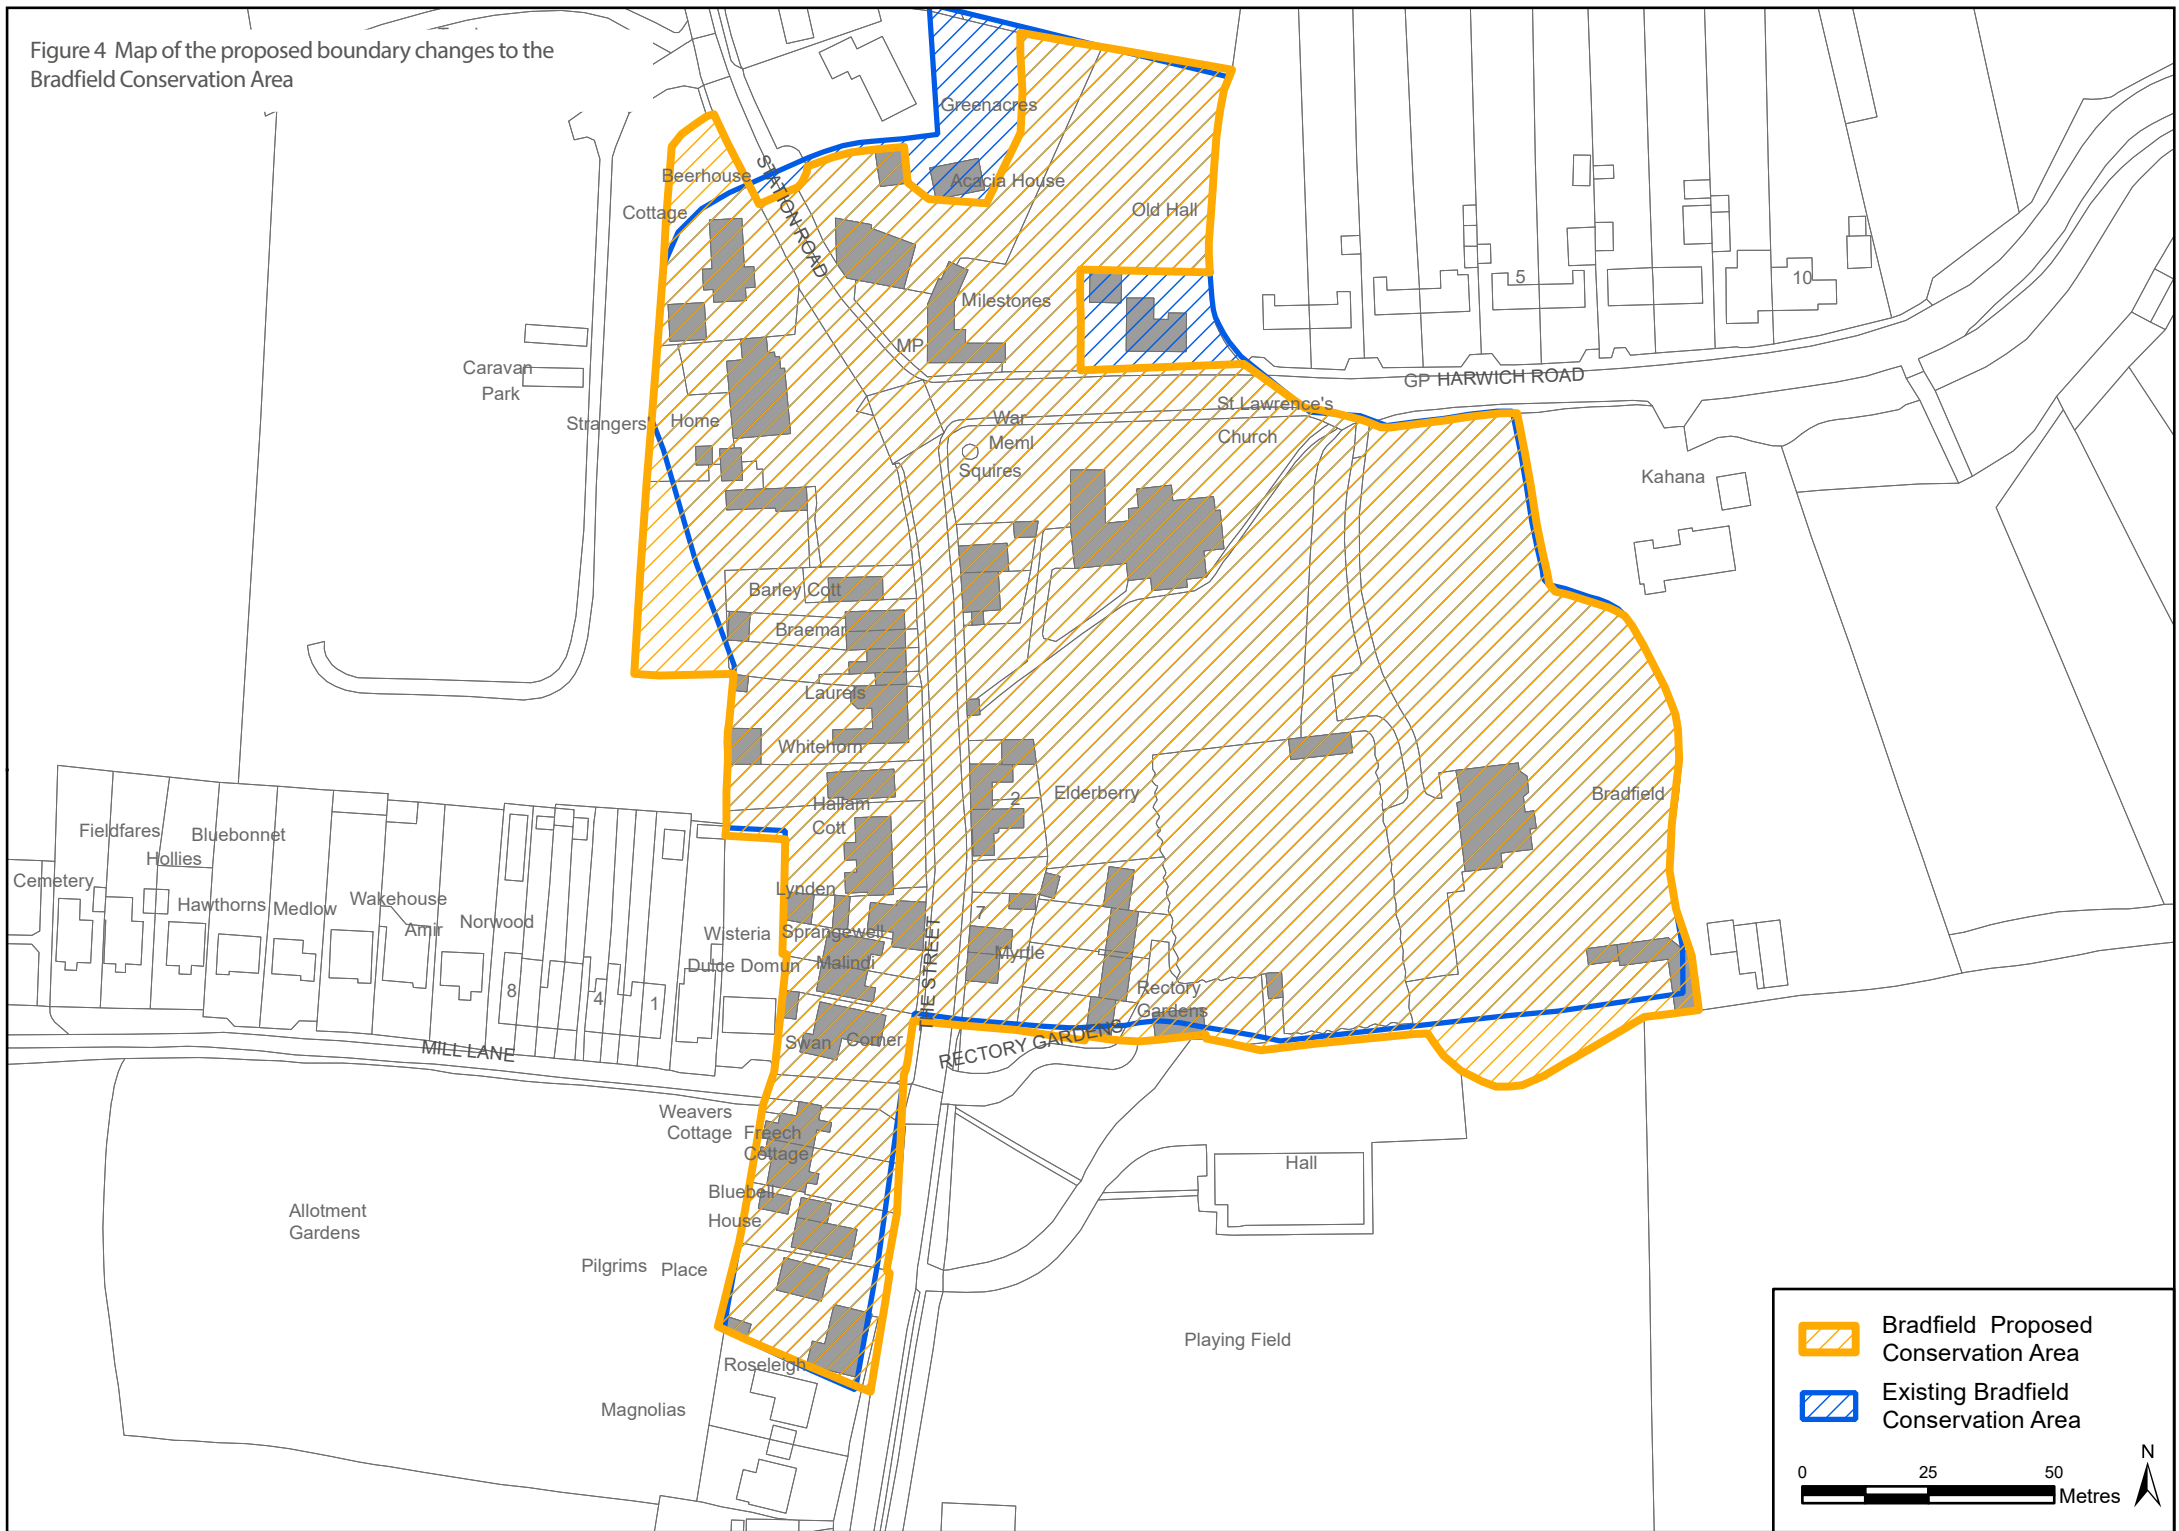 Figure 4 Map of the proposed boundary changes to the
Bradfield Conservation Area
Greenacres
Beerhouse
Acacia House
Cottage
STATION ROAD
Old Hall
Milestones
5
10
MP
Caravan
Park
GP HARWICH ROAD
St Lawrence's
Church
Strangers' Home
War
Meml
Squires
Kahana
Barley Cott
Braemar
Laurels
Whitehorn
Hallam
Cott
2
Elderberry
Bradfield
Fieldfares
Bluebonnet
Hollies
Cemetery
Hawthorns
Medlow
Wakehouse
Amir
Norwood
Lynden
Wisteria
Sprangewell
7
Dulce Domun
Malindi
Myrtle
THE STREET
8
4
1
Rectory
Gardens
Swan
Corner
MILL LANE
RECTORY GARDENS
Weavers
Cottage
Freech
Cottage
Hall
Bluebell
House
Allotment
Gardens
Pilgrims Place
Playing Field
Roseleigh
Magnolias
Bradfield Proposed
Conservation Area
Existing Bradfield
Conservation Area
N
0 25 50
Metres